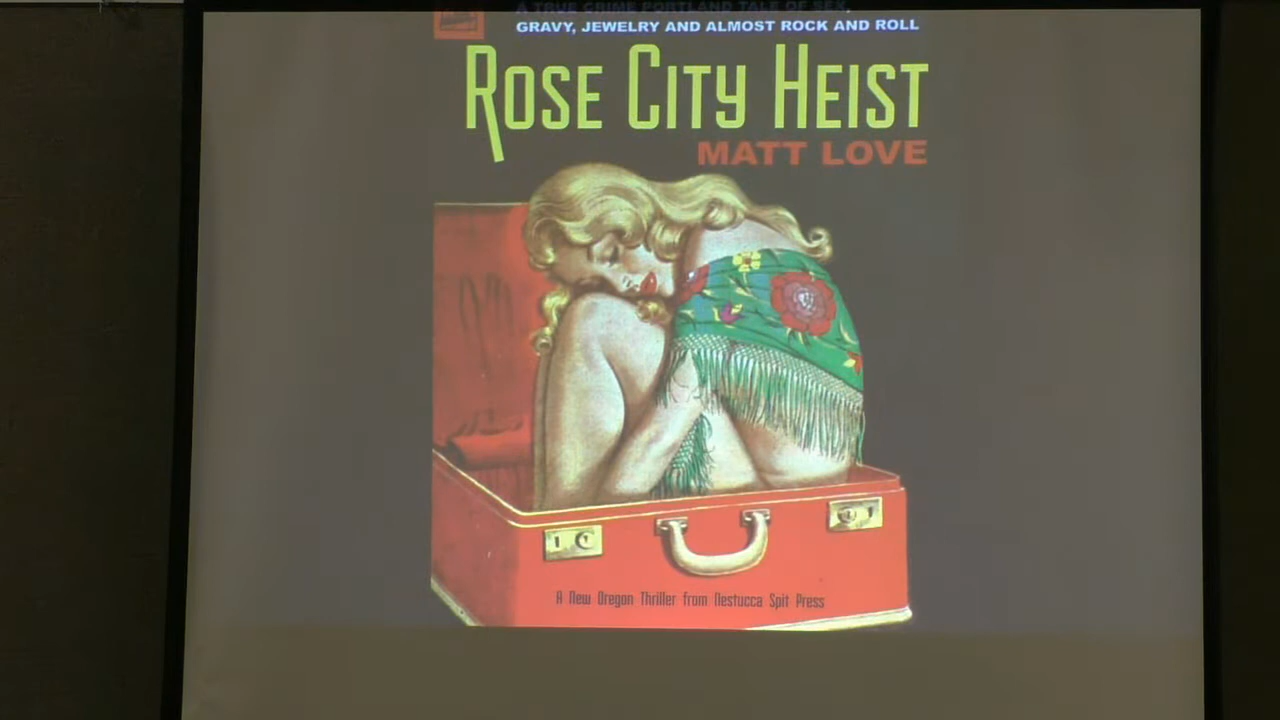 A TRUE CRIME PORTLAND TALE OF SEX,
GRAVY, JEWELRY AND ALMOST ROCK AND ROLL
ROSE CITY HEIST
MATT LOVE
A New Oregon Thriller from Nestucca Spit Press